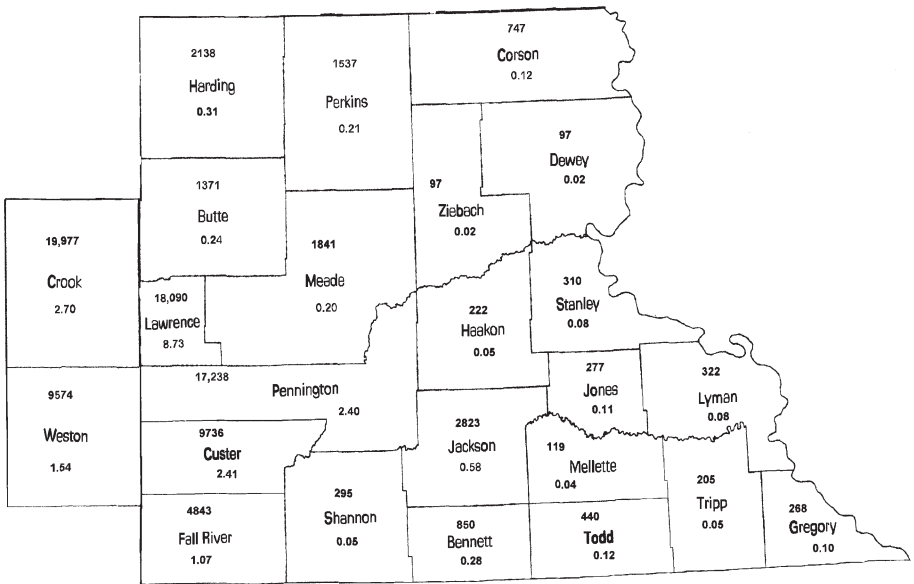 747
Corson
0.12
2138
Harding
0.31
1537
Perkins
0.21
97
Dewey
0.02
1371
Butte
0.24
97
Ziebach
0.02
19,977
Crook
2.70
1841
Meade
0.20
18,090
Lawrence
8.73
310
Stanley
0.08
222
Haakon
0.05
17,238
Pennington
2.40
277
Jones
0.11
322
Lyman
0.08
9574
Weston
1.54
9736
Custer
2.41
2823
Jackson
0.58
119
Mellette
0.04
205
Tripp
0.05
4843
Fall River
1.07
295
Shannon
0.05
850
Bennett
0.28
440
Todd
0.12
268
Gregory
0.10